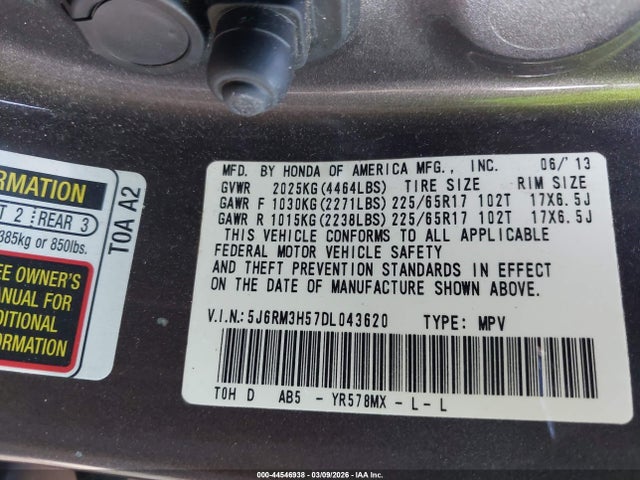 RMATION
T 2 REAR 3
385kg or 850lbs.
EE OWNER'S
ANUAL FOR
DITIONAL
FORMATION
T0A A2
MFD. BY HONDA OF AMERICA MFG., INC. 06/'13
GVWR 2025KG(4464LBS) TIRE SIZE RIM SIZE
GAWR F 1030KG(2271LBS) 225/65R17 102T 17X6.5J
GAWR R 1015KG(2238LBS) 225/65R17 102T 17X6.5J
THIS VEHICLE CONFORMS TO ALL APPLICABLE
FEDERAL MOTOR VEHICLE SAFETY
AND THEFT PREVENTION STANDARDS IN EFFECT
ON THE DATE OF MANUFACTURE SHOWN ABOVE.
V.I.N.:5J6RM3H57DL043620 TYPE: MPV
T0H D AB5 - YR578MX - L - L
000-44546938 - 03/09/2026 - IAA Inc.